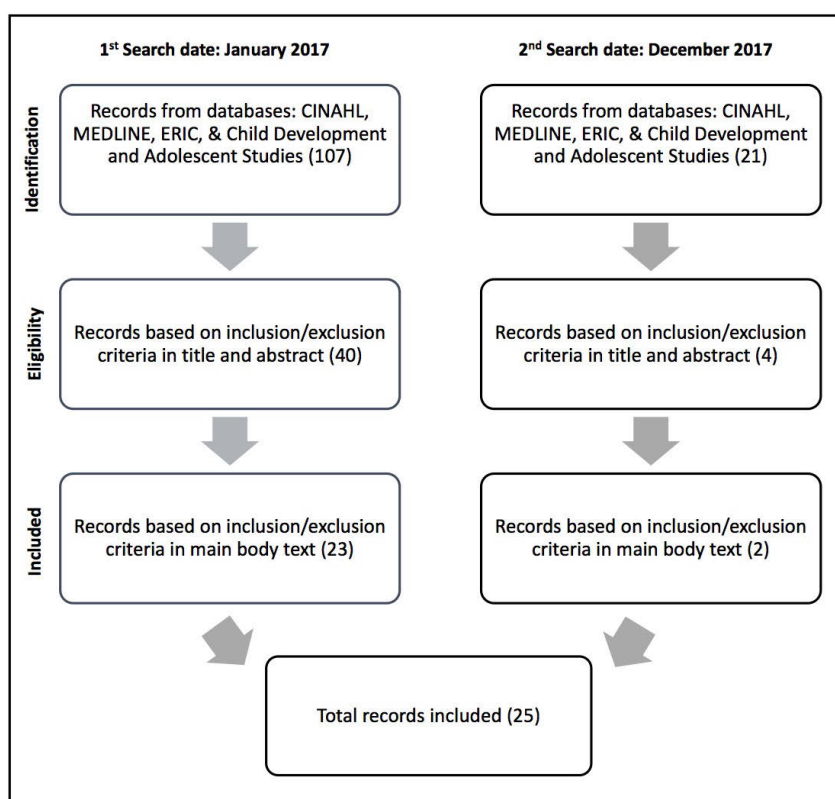 1st Search date: January 2017
2nd Search date: December 2017
Identification
Records from databases: CINAHL,
MEDLINE, ERIC, & Child Development
and Adolescent Studies (107)
Records from databases: CINAHL,
MEDLINE, ERIC, & Child Development
and Adolescent Studies (21)
Eligibility
Records based on inclusion/exclusion
criteria in title and abstract (40)
Records based on inclusion/exclusion
criteria in title and abstract (4)
Included
Records based on inclusion/exclusion
criteria in main body text (23)
Records based on inclusion/exclusion
criteria in main body text (2)
Total records included (25)